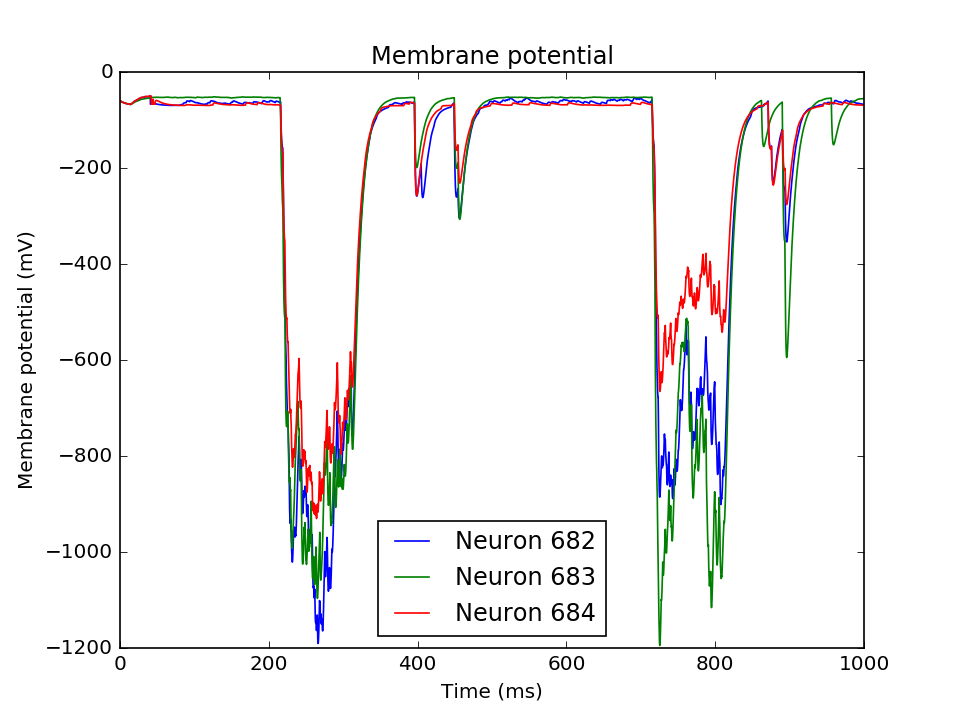 Membrane potential
Membrane potential (mV)
0
−200
−400
−600
−800
−1000
−1200
0 200 400 600 800 1000
Time (ms)
Neuron 682
Neuron 683
Neuron 684